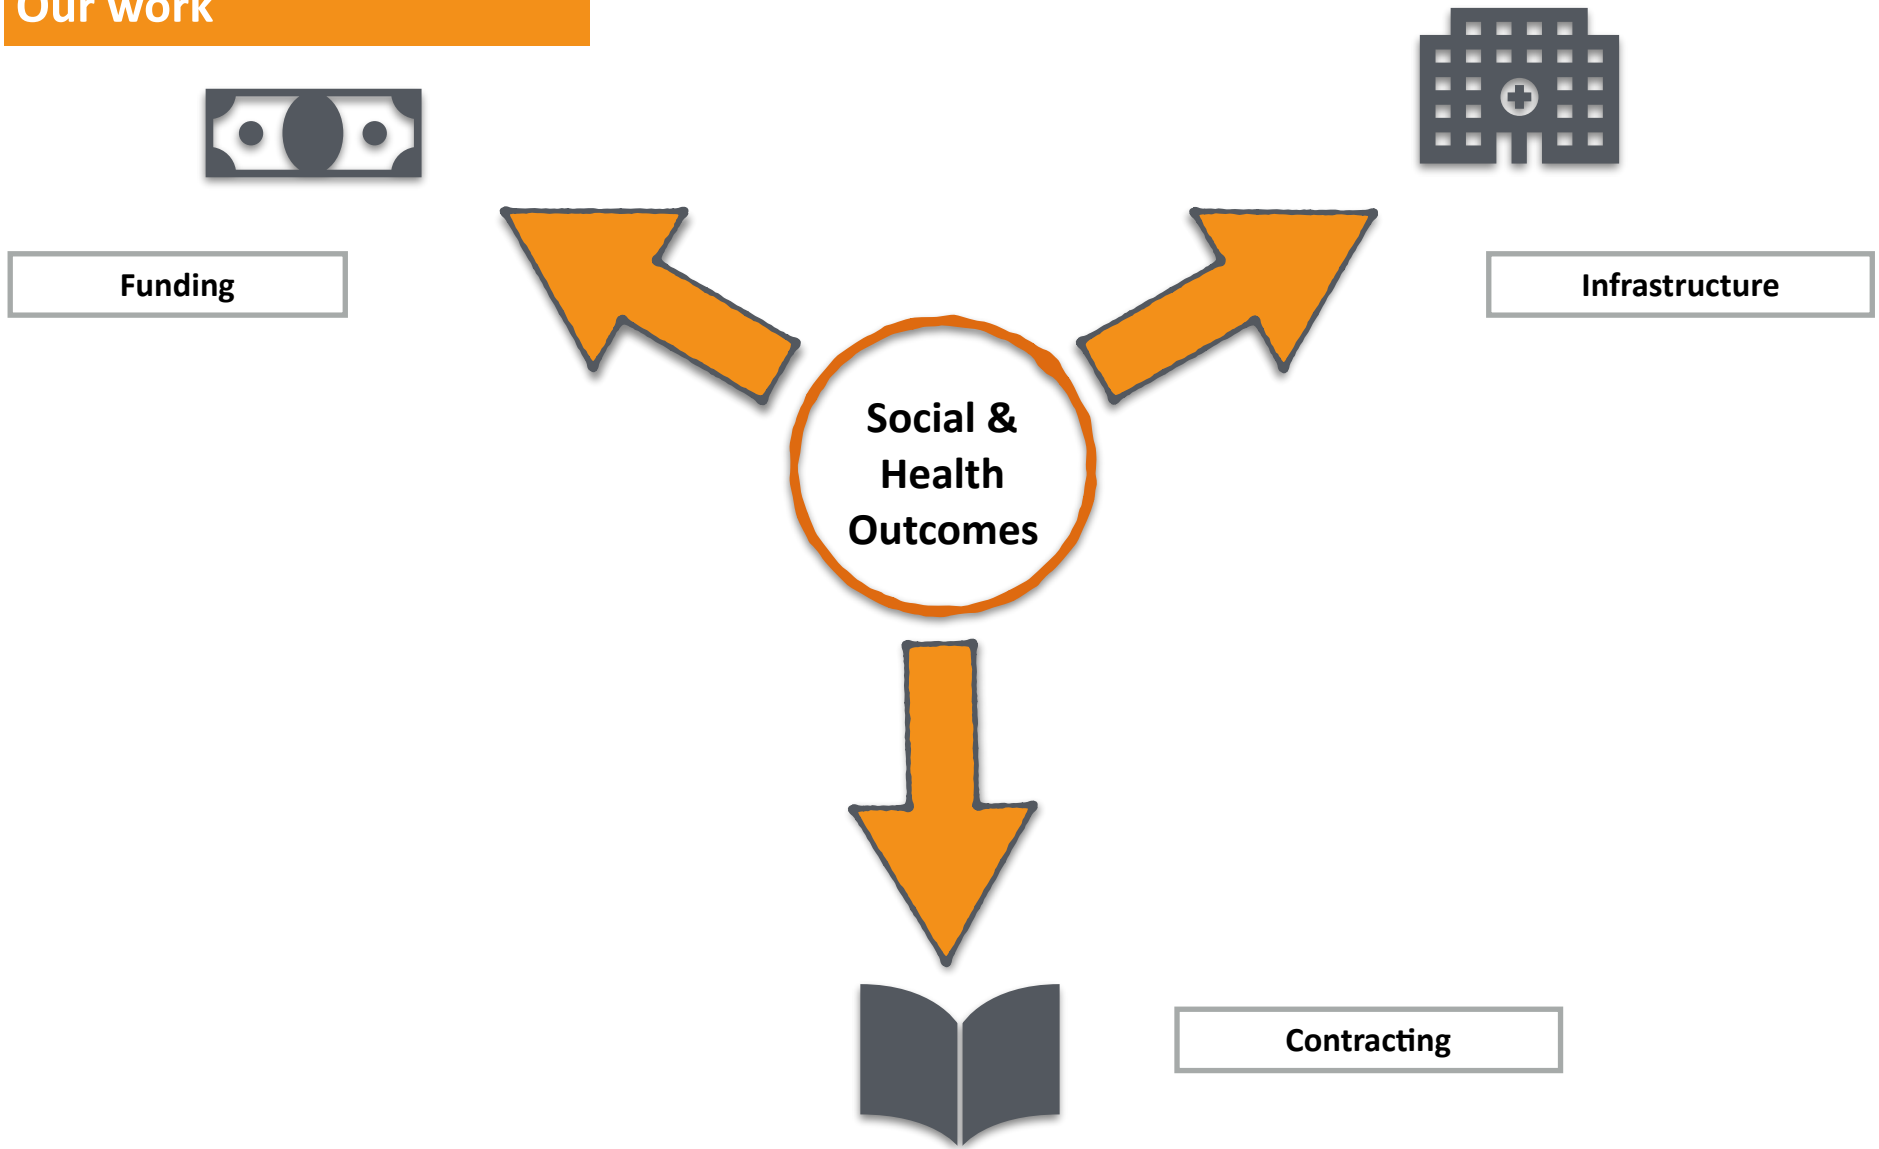 Our work
Funding
Infrastructure
Social &
Health
Outcomes
Contracting